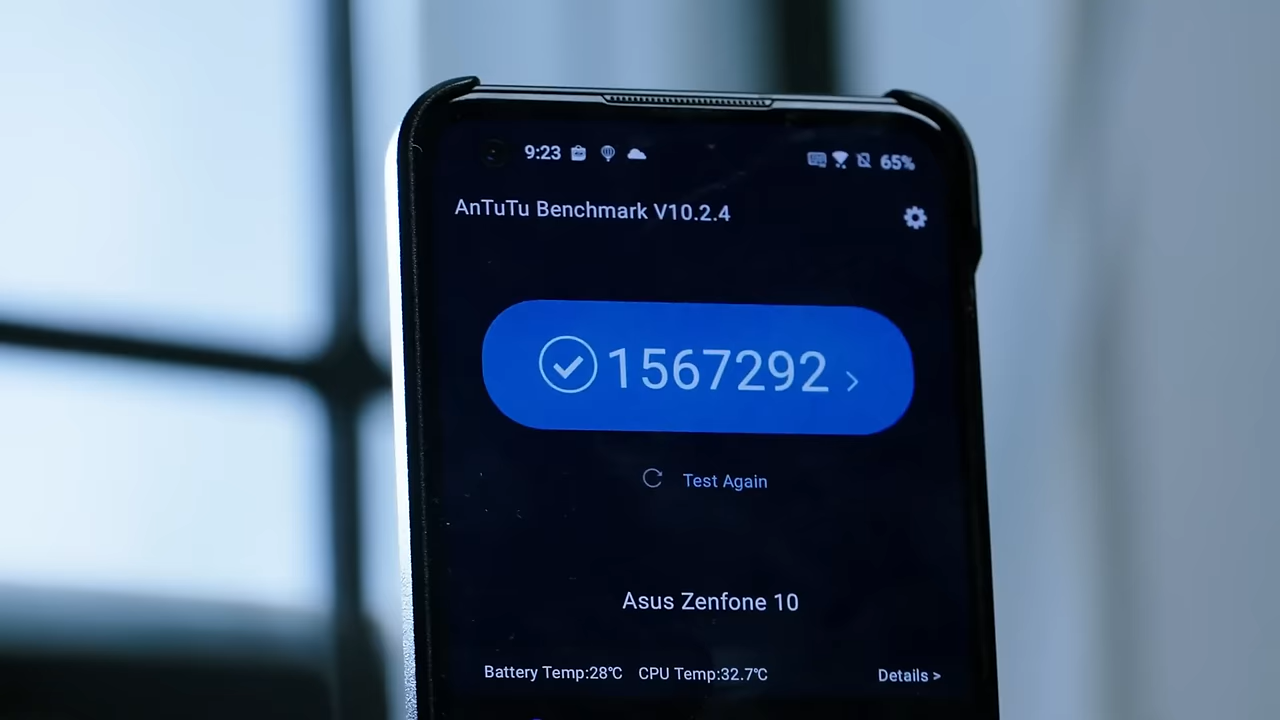 9:23 65%
AnTuTu Benchmark V10.2.4
1567292 >
Test Again
Asus Zenfone 10
Battery Temp:28℃ CPU Temp:32.7℃ Details >